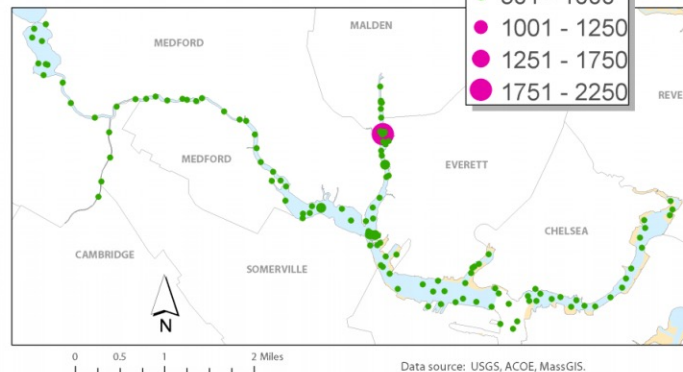 1001 - 1250
1251 - 1750
1751 - 2250
MALDEN
MEDFORD
MEDFORD
EVERETT
CHELSEA
CAMBRIDGE
SOMERVILLE
N
0 0.5 1 2 Miles
Data source: USGS, ACOE, MassGIS.